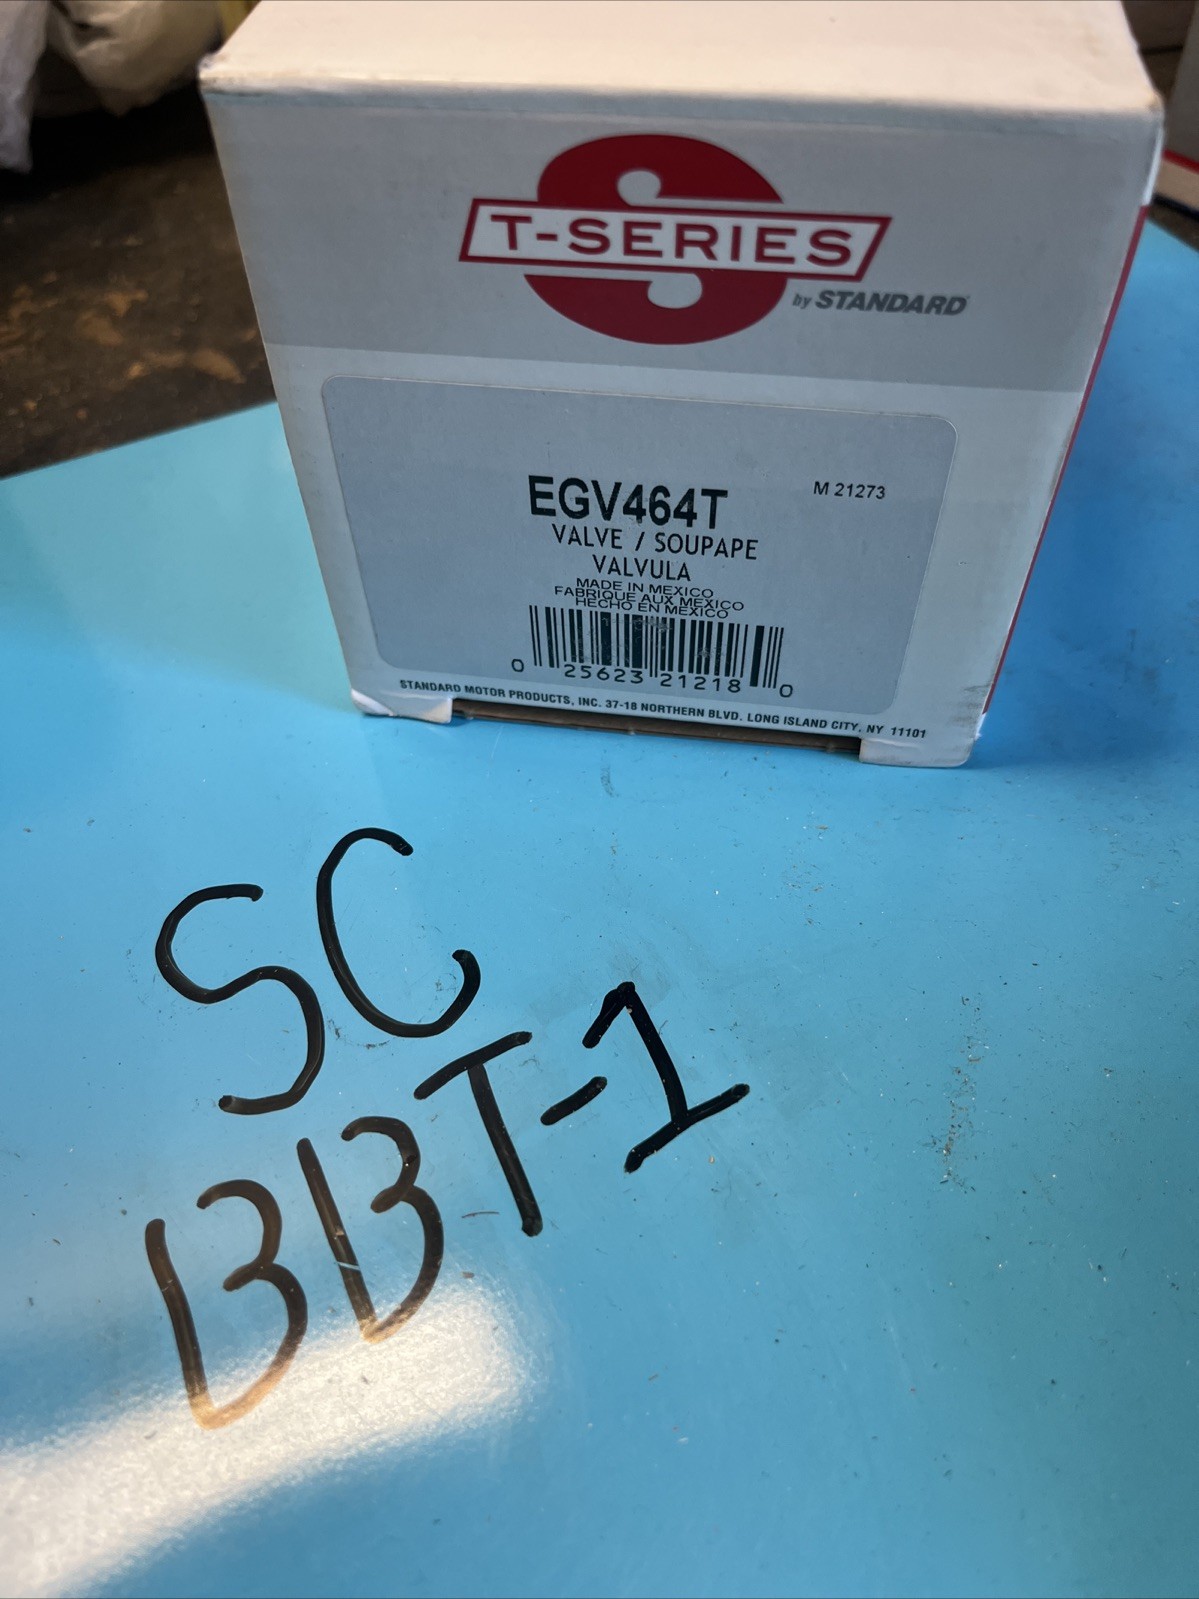 T-SERIES
by STANDARD
EGV464T
M 21273
VALVE / SOUPAPE
VALVULA
MADE IN MEXICO
FABRIQUE AUX MEXICO
HECHO EN MEXICO
0 25623 21218 0
STANDARD MOTOR PRODUCTS, INC. 37-18 NORTHERN BLVD. LONG ISLAND CITY, NY 11101
SC
BBT-1